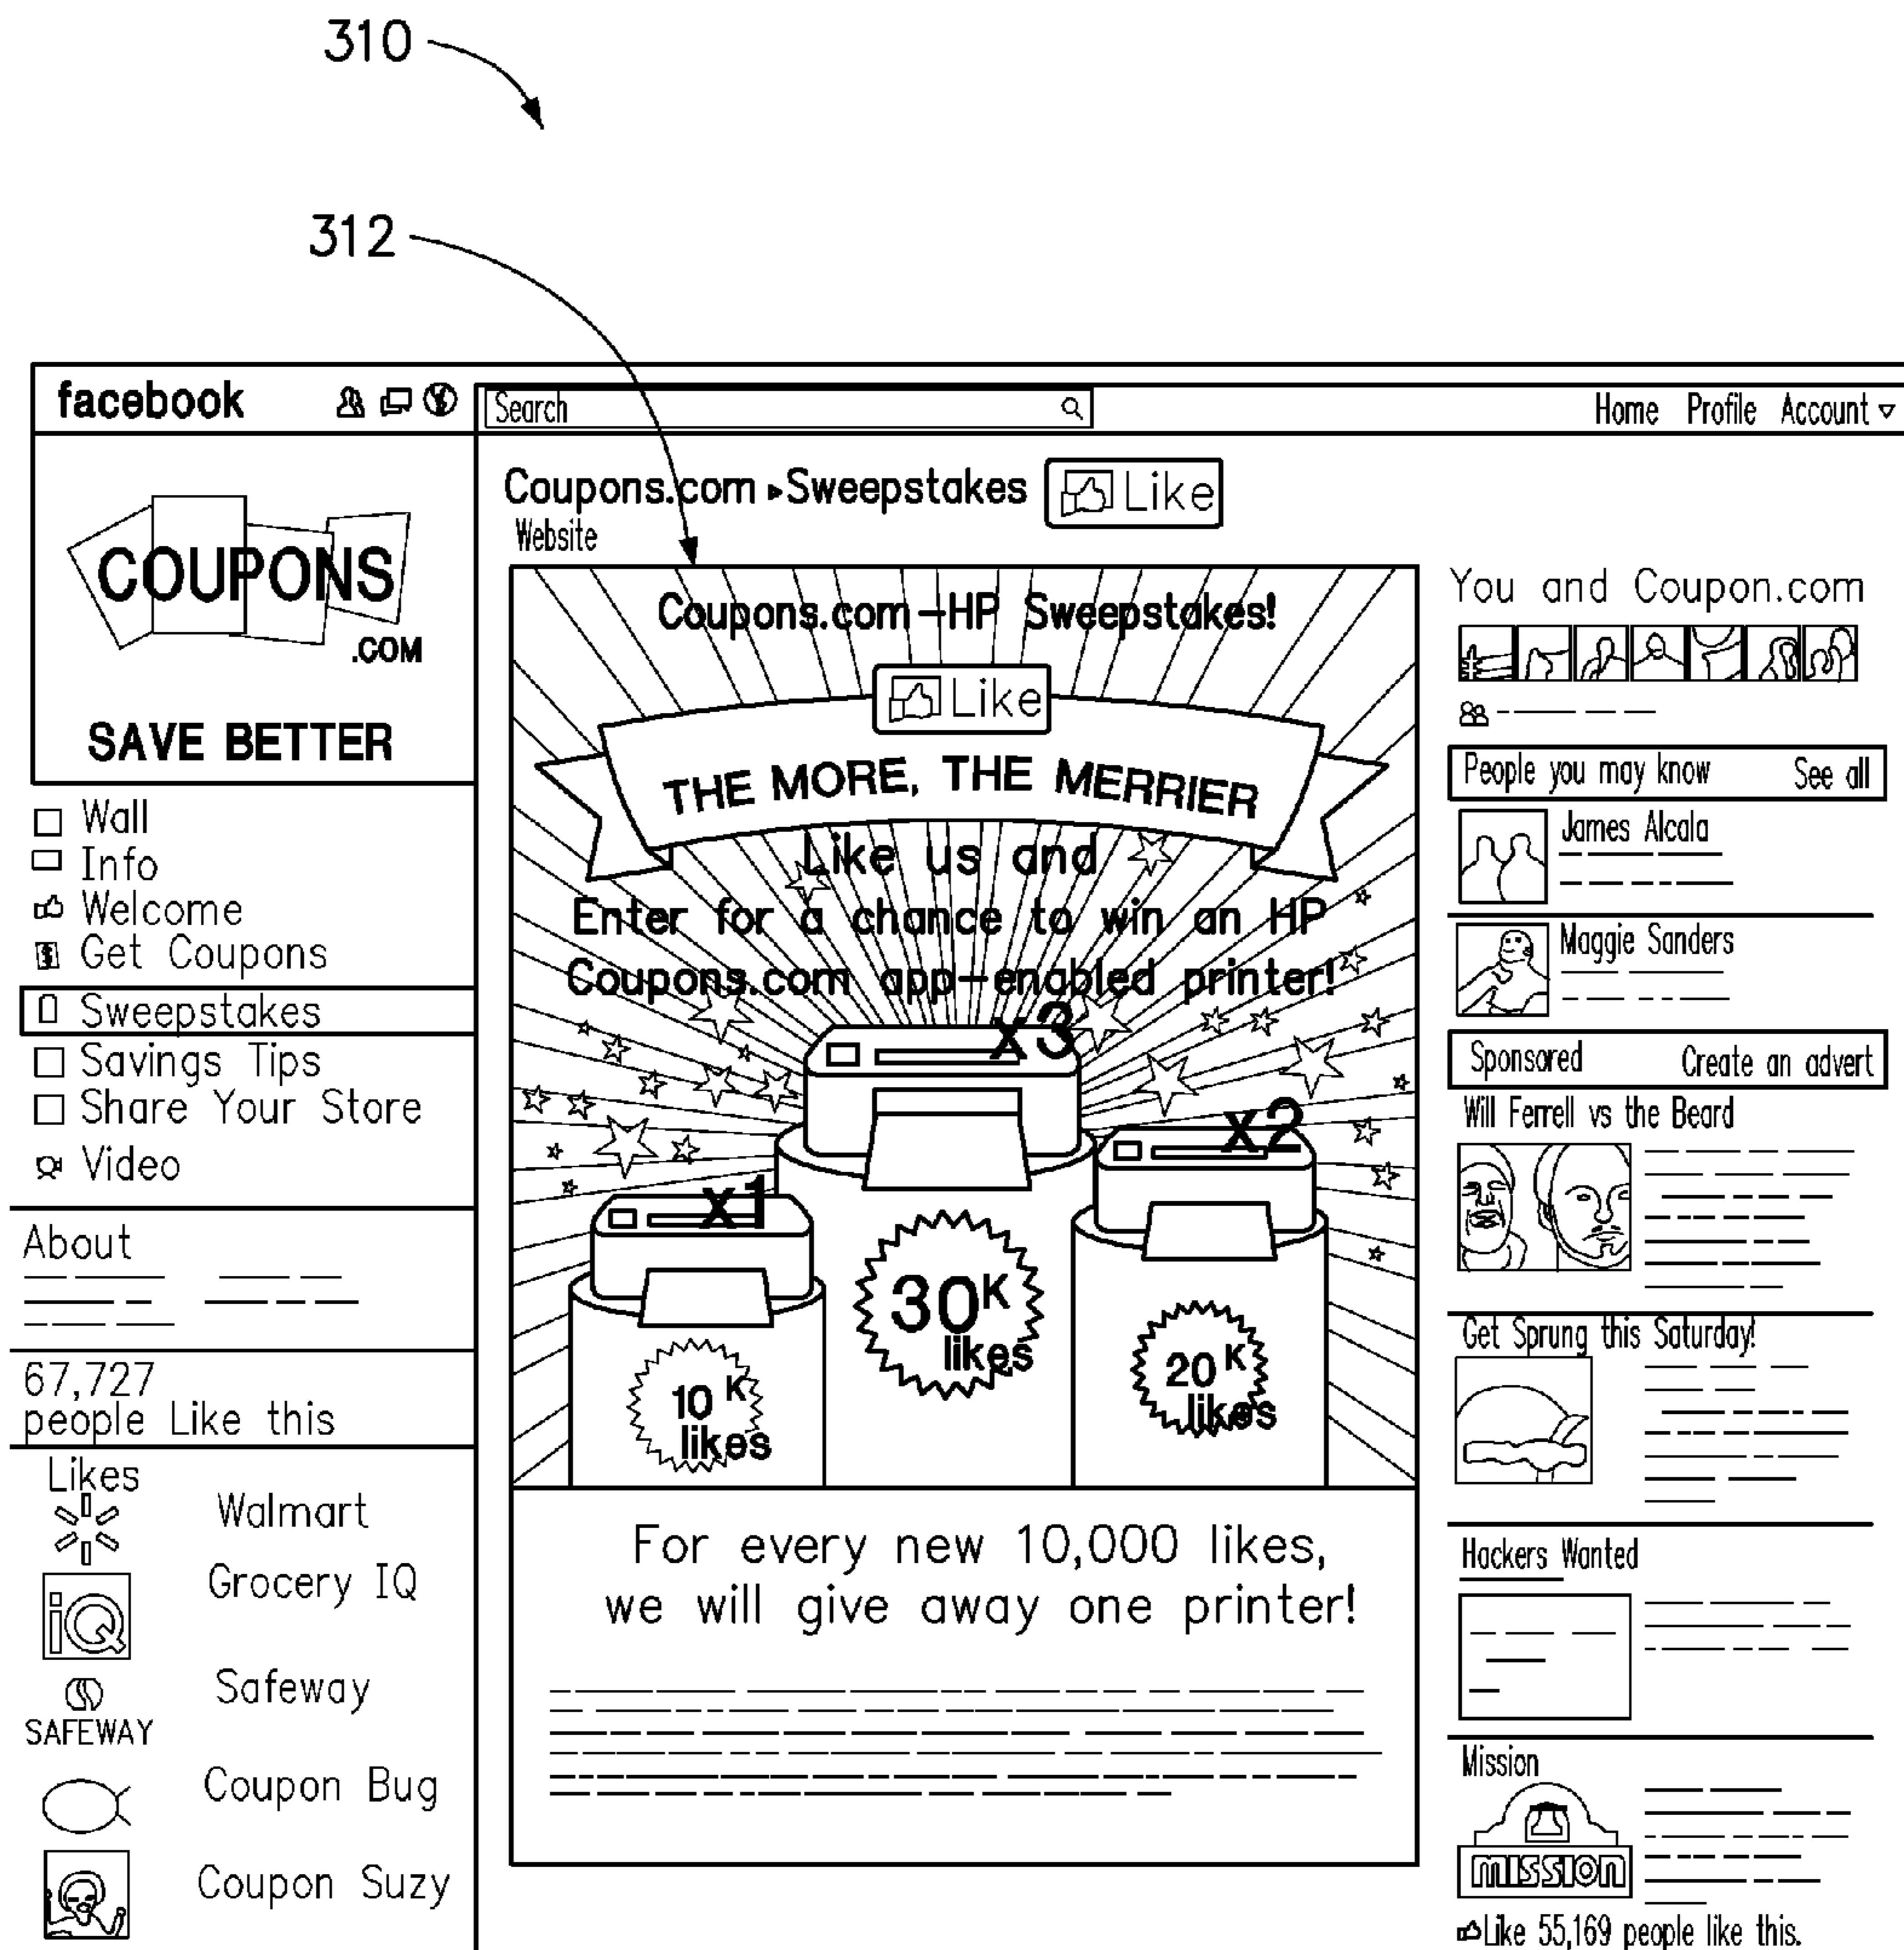 310
312
facebook
Search
Home Profile Account
COUPONS
.COM
SAVE BETTER
Wall
Info
Welcome
Get Coupons
Sweepstakes
Savings Tips
Share Your Store
Video
About
67,727
people Like this
Likes
Walmart
iQ
Grocery IQ
SAFEWAY
Safeway
Coupon Bug
Coupon Suzy
Coupons.com ▸ Sweepstakes
Like
Website
Coupons.com-HP Sweepstakes!
Like
THE MORE, THE MERRIER
Like us and
Enter for a chance to win an HP
Coupons.com app-enabled printer!
x3
x2
x1
30K
likes
20K
likes
10K
likes
For every new 10,000 likes,
we will give away one printer!
You and Coupon.com
People you may know See all
James Alcala
Maggie Sanders
Sponsored Create an advert
Will Ferrell vs the Beard
Get Sprung this Saturday!
Hackers Wanted
Mission
mission
Like 55,169 people like this.